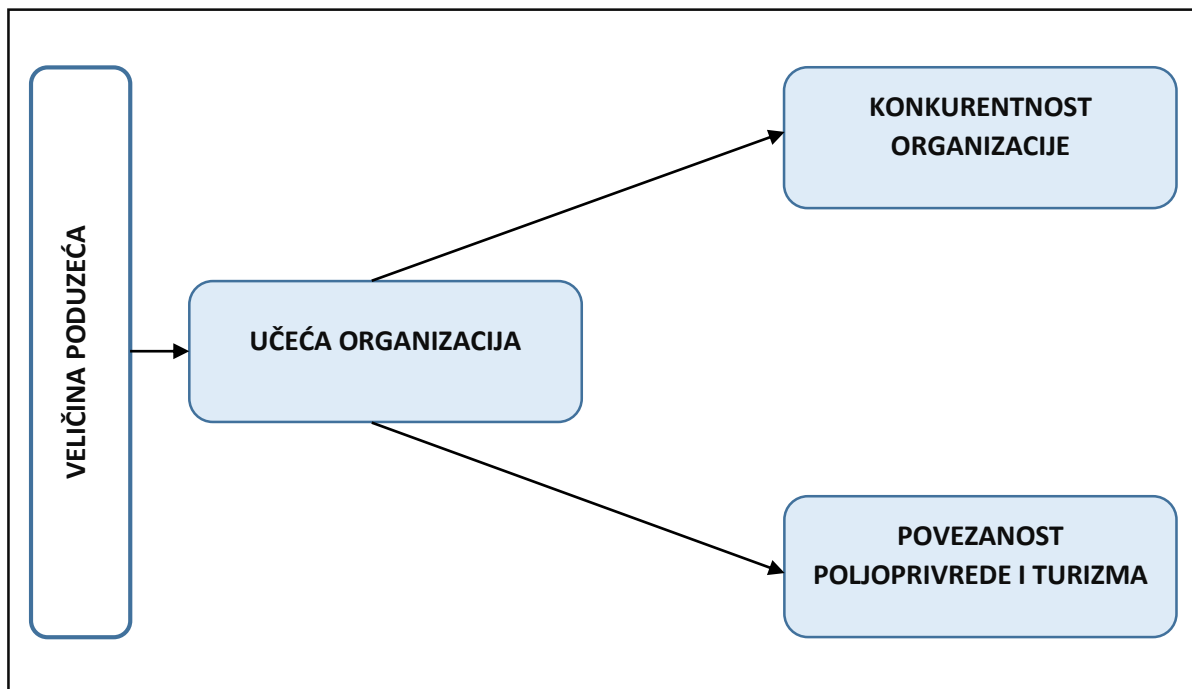 VELIČINA PODUZEĆA
UČEĆA ORGANIZACIJA
KONKURENTNOST
ORGANIZACIJE
POVEZANOST
POLJOPRIVREDE I TURIZMA